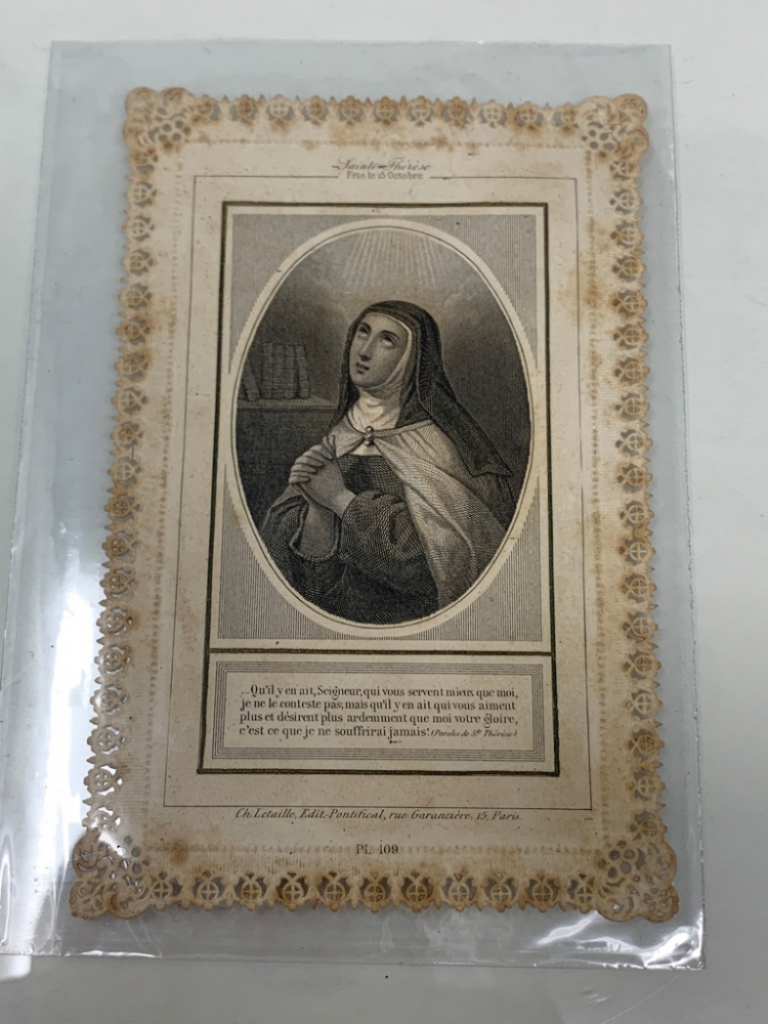 Sainte Thérèse
Fête le 15 Octobre
...Qu'il y en ait, Seigneur, qui vous servent mieux que moi,
je ne le conteste pas; mais qu'il y en ait qui vous aiment
plus et désirent plus ardemment que moi votre gloire,
c'est ce que je ne souffrirai jamais! (Paroles de Ste Thérèse)
Ch. Letaille, Edit. Pontifical, rue Garancière, 15, Paris.
Pl. 109